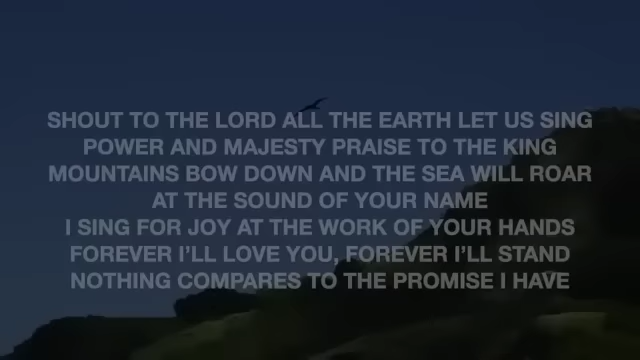 SHOUT TO THE LORD ALL THE EARTH LET US SING
POWER AND MAJESTY PRAISE TO THE KING
MOUNTAINS BOW DOWN AND THE SEA WILL ROAR
AT THE SOUND OF YOUR NAME
I SING FOR JOY AT THE WORK OF YOUR HANDS
FOREVER I'LL LOVE YOU, FOREVER I'LL STAND
NOTHING COMPARES TO THE PROMISE I HAVE